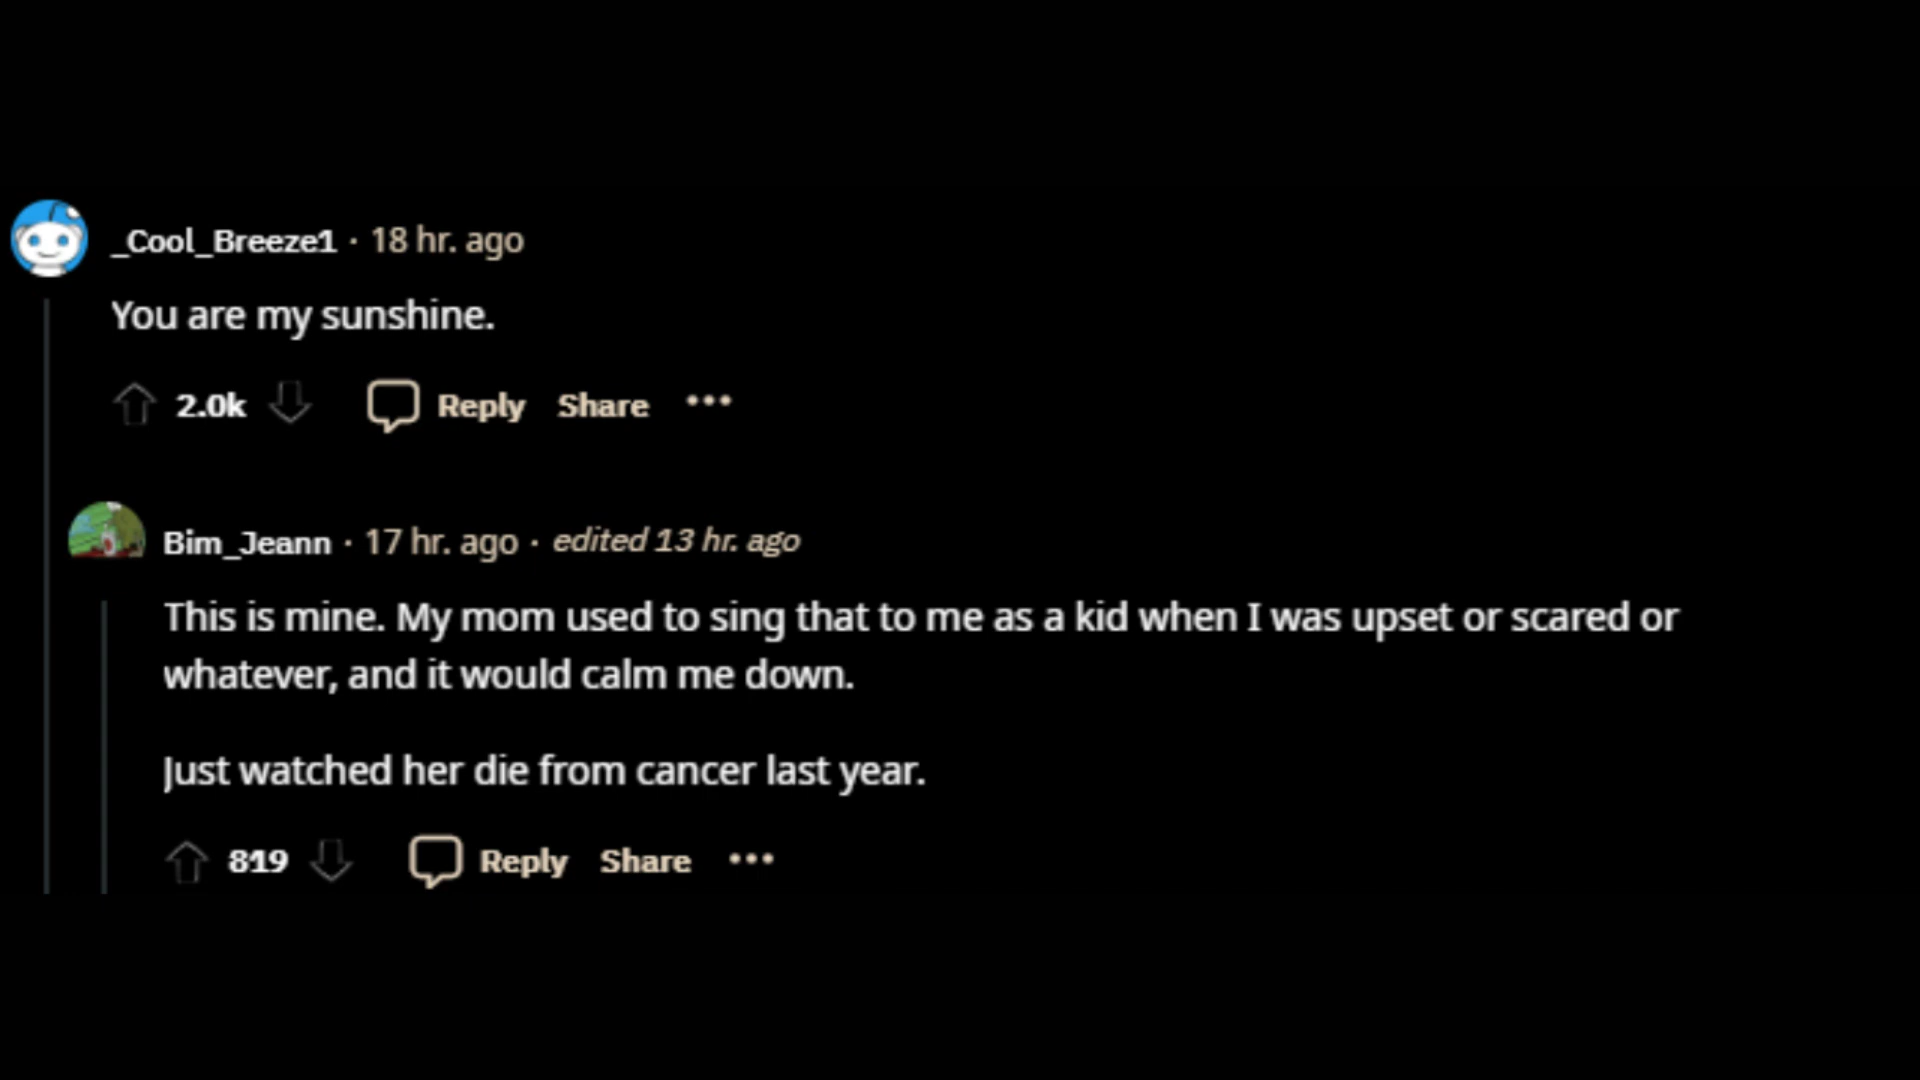 _Cool_Breeze1 · 18 hr. ago
You are my sunshine.
2.0k Reply Share ···
Bim_Jeann · 17 hr. ago · edited 13 hr. ago
This is mine. My mom used to sing that to me as a kid when I was upset or scared or
whatever, and it would calm me down.
Just watched her die from cancer last year.
819 Reply Share ···